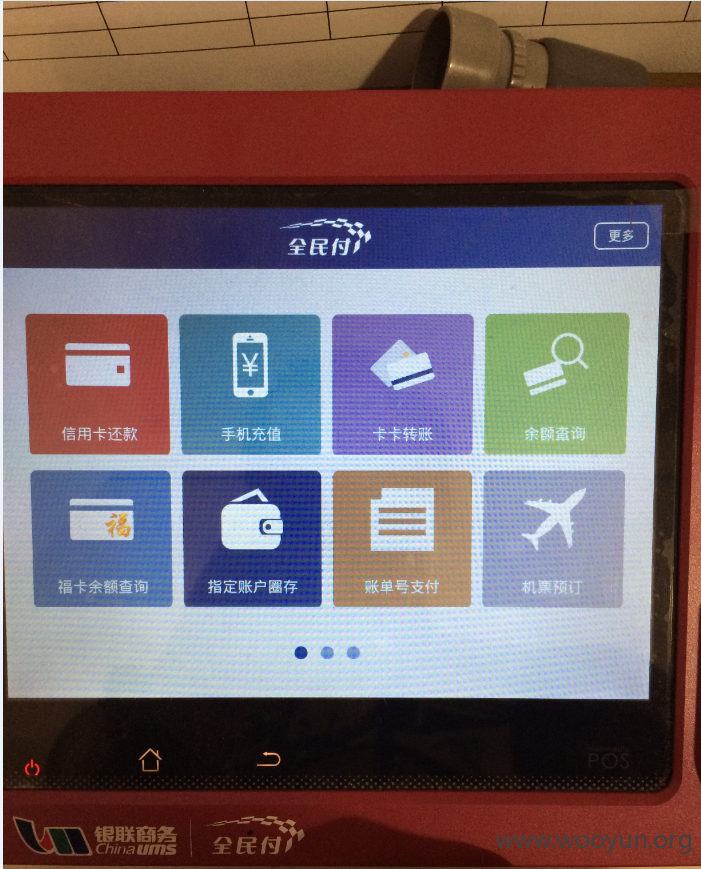 全民付
更多
信用卡还款
手机充值
卡卡转账
余额查询
福卡余额查询
指定账户圈存
账单号支付
机票预订
POS
银联商务
China ums
全民付
www.wooyun.org